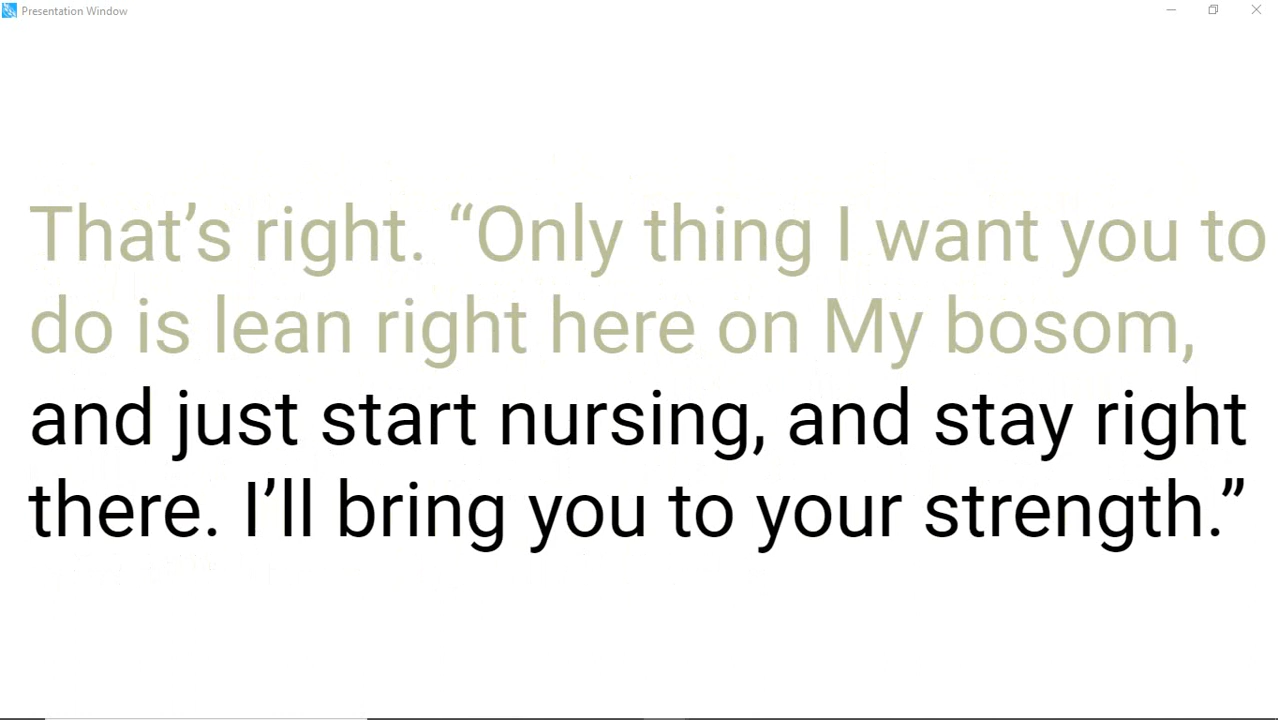 Presentation Window
That’s right. “Only thing I want you to
do is lean right here on My bosom,
and just start nursing, and stay right
there. I’ll bring you to your strength.”